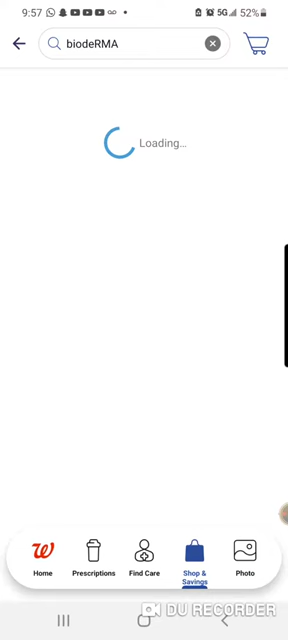 9:57 5G 52%
biodeRMA
Loading...
Home Prescriptions Find Care Shop & Savings Photo
DU RECORDER